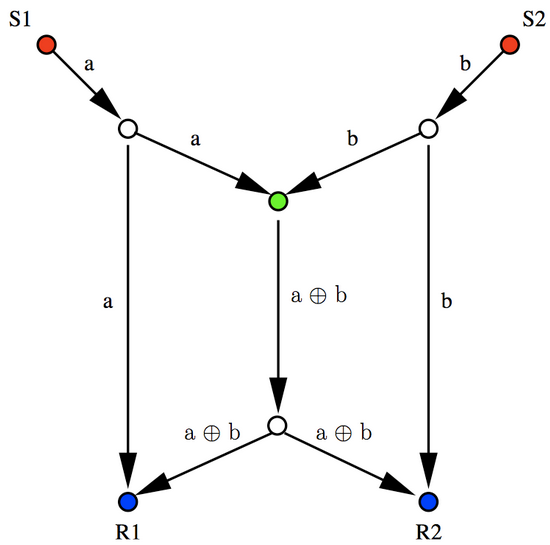 S1 S2
a b
a b
a a ⊕ b b
a ⊕ b a ⊕ b
R1 R2